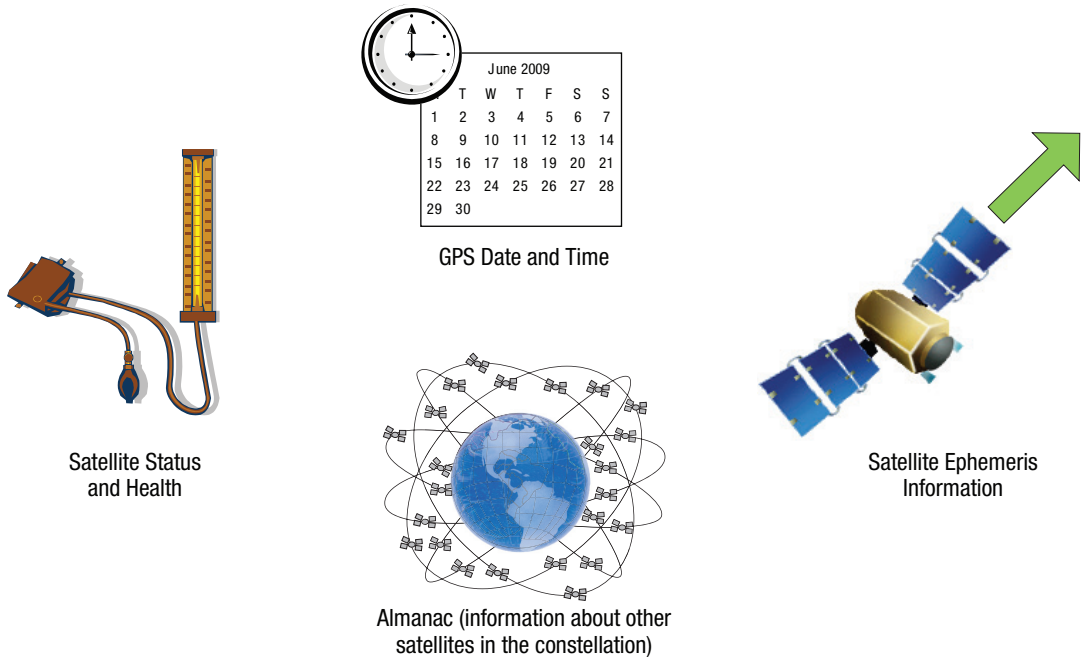 June 2009
T W T F S S
1 2 3 4 5 6 7
8 9 10 11 12 13 14
15 16 17 18 19 20 21
22 23 24 25 26 27 28
29 30
GPS Date and Time
Satellite Status
and Health
Satellite Ephemeris
Information
Almanac (information about other
satellites in the constellation)